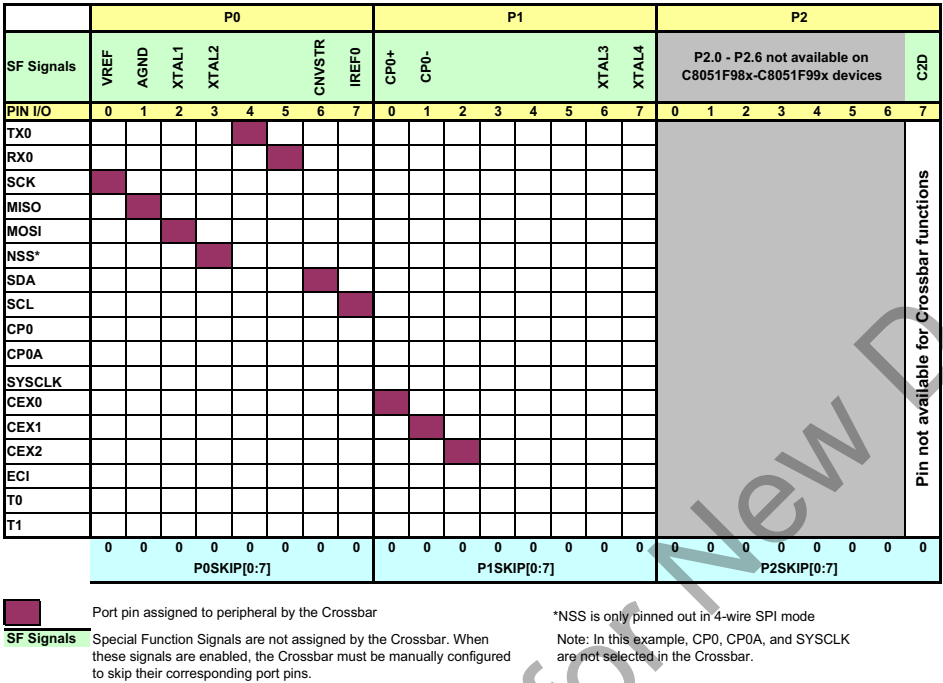 P0 P1 P2
SF Signals VREF AGND XTAL1 XTAL2 CNVSTR IREF0 CP0+ CP0- XTAL3 XTAL4 P2.0 - P2.6 not available on C2D
C8051F98x-C8051F99x devices
PIN I/O 0 1 2 3 4 5 6 7 0 1 2 3 4 5 6 7 0 1 2 3 4 5 6 7
TX0
RX0
SCK
MISO
MOSI
NSS*
SDA
SCL
CP0
CP0A
SYSCLK
CEX0
CEX1
CEX2
ECI
T0
T1
Pin not available for Crossbar functions
0 0 0 0 0 0 0 0 0 0 0 0 0 0 0 0 0 0 0 0 0 0 0 0
P0SKIP[0:7] P1SKIP[0:7] P2SKIP[0:7]
Port pin assigned to peripheral by the Crossbar
SF Signals Special Function Signals are not assigned by the Crossbar. When
these signals are enabled, the Crossbar must be manually configured
to skip their corresponding port pins.
*NSS is only pinned out in 4-wire SPI mode
Note: In this example, CP0, CP0A, and SYSCLK
are not selected in the Crossbar.
for New D